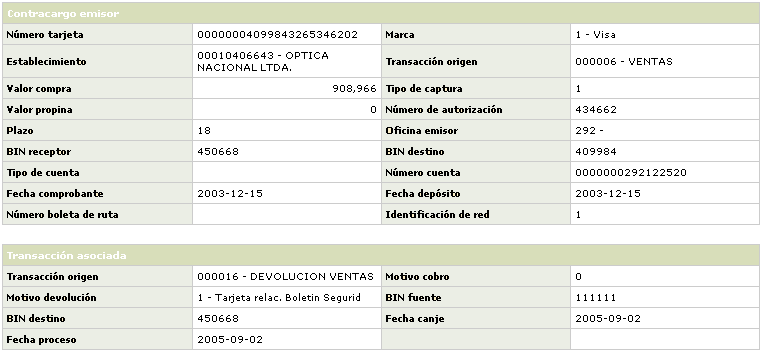 Contracargo emisor
Número tarjeta 00000004099843265346202 Marca 1 - Visa
Establecimiento 00010406643 - OPTICA NACIONAL LTDA. Transacción origen 000006 - VENTAS
Valor compra 908,966 Tipo de captura 1
Valor propina 0 Número de autorización 434662
Plazo 18 Oficina emisor 292 -
BIN receptor 450668 BIN destino 409984
Tipo de cuenta Número cuenta 0000000292122520
Fecha comprobante 2003-12-15 Fecha depósito 2003-12-15
Número boleta de ruta Identificación de red 1
Transacción asociada
Transacción origen 000016 - DEVOLUCION VENTAS Motivo cobro 0
Motivo devolución 1 - Tarjeta relac. Boletin Segurid BIN fuente 111111
BIN destino 450668 Fecha canje 2005-09-02
Fecha proceso 2005-09-02